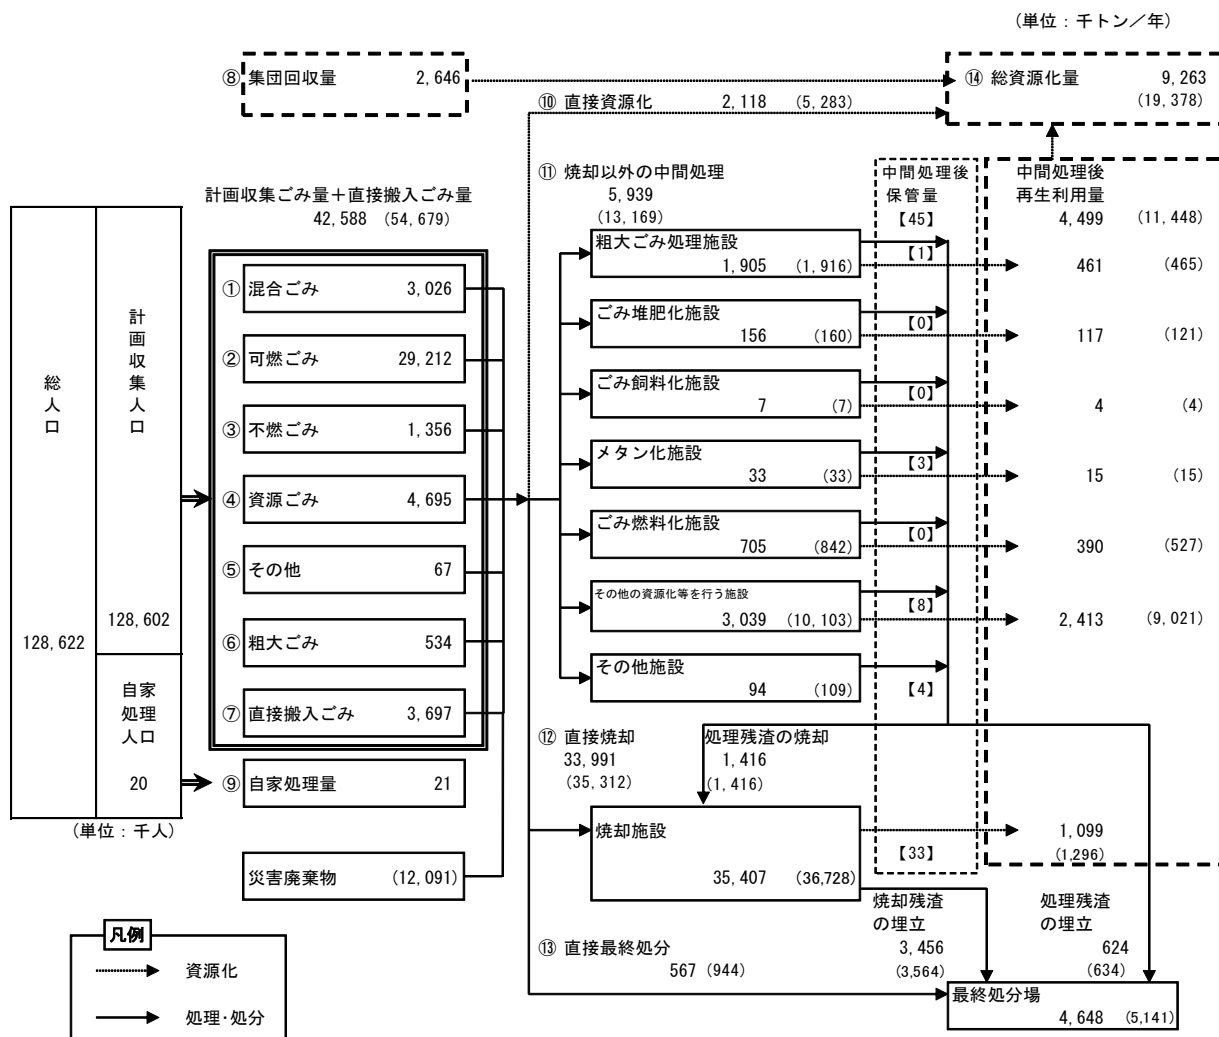 （単位：千トン／年）
⑧ 集団回収量 2,646
⑭ 総資源化量 9,263
(19,378)
⑩ 直接資源化 2,118 (5,283)
計画収集ごみ量＋直接搬入ごみ量
42,588 (54,679)
⑪ 焼却以外の中間処理
5,939
(13,169)
中間処理後
保管量
【45】
中間処理後
再生利用量
4,499 (11,448)
総人口
128,622
計画収集人口
128,602
自家
処理
人口
20
（単位：千人）
① 混合ごみ 3,026
② 可燃ごみ 29,212
③ 不燃ごみ 1,356
④ 資源ごみ 4,695
⑤ その他 67
⑥ 粗大ごみ 534
⑦ 直接搬入ごみ 3,697
⑨ 自家処理量 21
災害廃棄物 (12,091)
粗大ごみ処理施設
1,905 (1,916)
【1】
461 (465)
ごみ堆肥化施設
156 (160)
【0】
117 (121)
ごみ飼料化施設
7 (7)
【0】
4 (4)
メタン化施設
33 (33)
【3】
15 (15)
ごみ燃料化施設
705 (842)
【0】
390 (527)
その他の資源化等を行う施設
3,039 (10,103)
【8】
2,413 (9,021)
その他施設
94 (109)
【4】
⑫ 直接焼却
33,991
(35,312)
処理残渣の焼却
1,416
(1,416)
焼却施設
35,407 (36,728)
【33】
1,099
(1,296)
焼却残渣
の埋立
3,456
(3,564)
処理残渣
の埋立
624
(634)
⑬ 直接最終処分
567 (944)
最終処分場
4,648 (5,141)
凡例
資源化
処理・処分